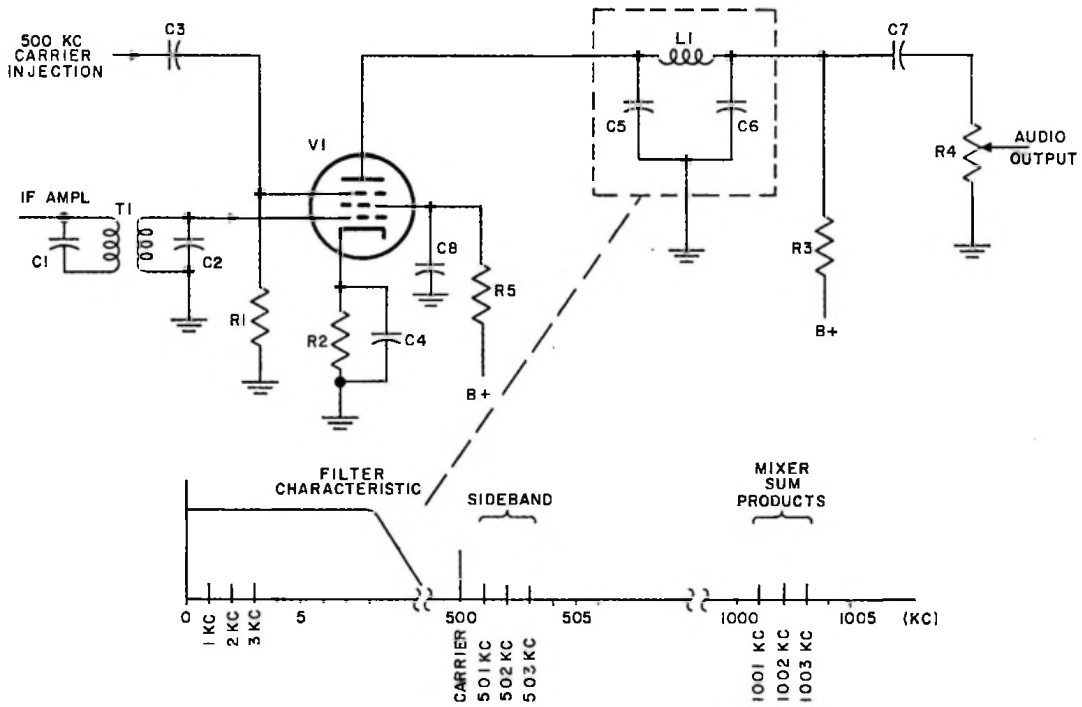 500 KC
CARRIER
INJECTION
C3
V1
IF AMPL
T1
C1
C2
R1
R2
C4
C8
R5
B+
L1
C5
C6
C7
R3
B+
R4
AUDIO
OUTPUT
FILTER
CHARACTERISTIC
SIDEBAND
MIXER
SUM
PRODUCTS
0
1 KC
2 KC
3 KC
5
500
CARRIER
501 KC
502 KC
503 KC
505
1000
1001 KC
1002 KC
1003 KC
1005
(KC)